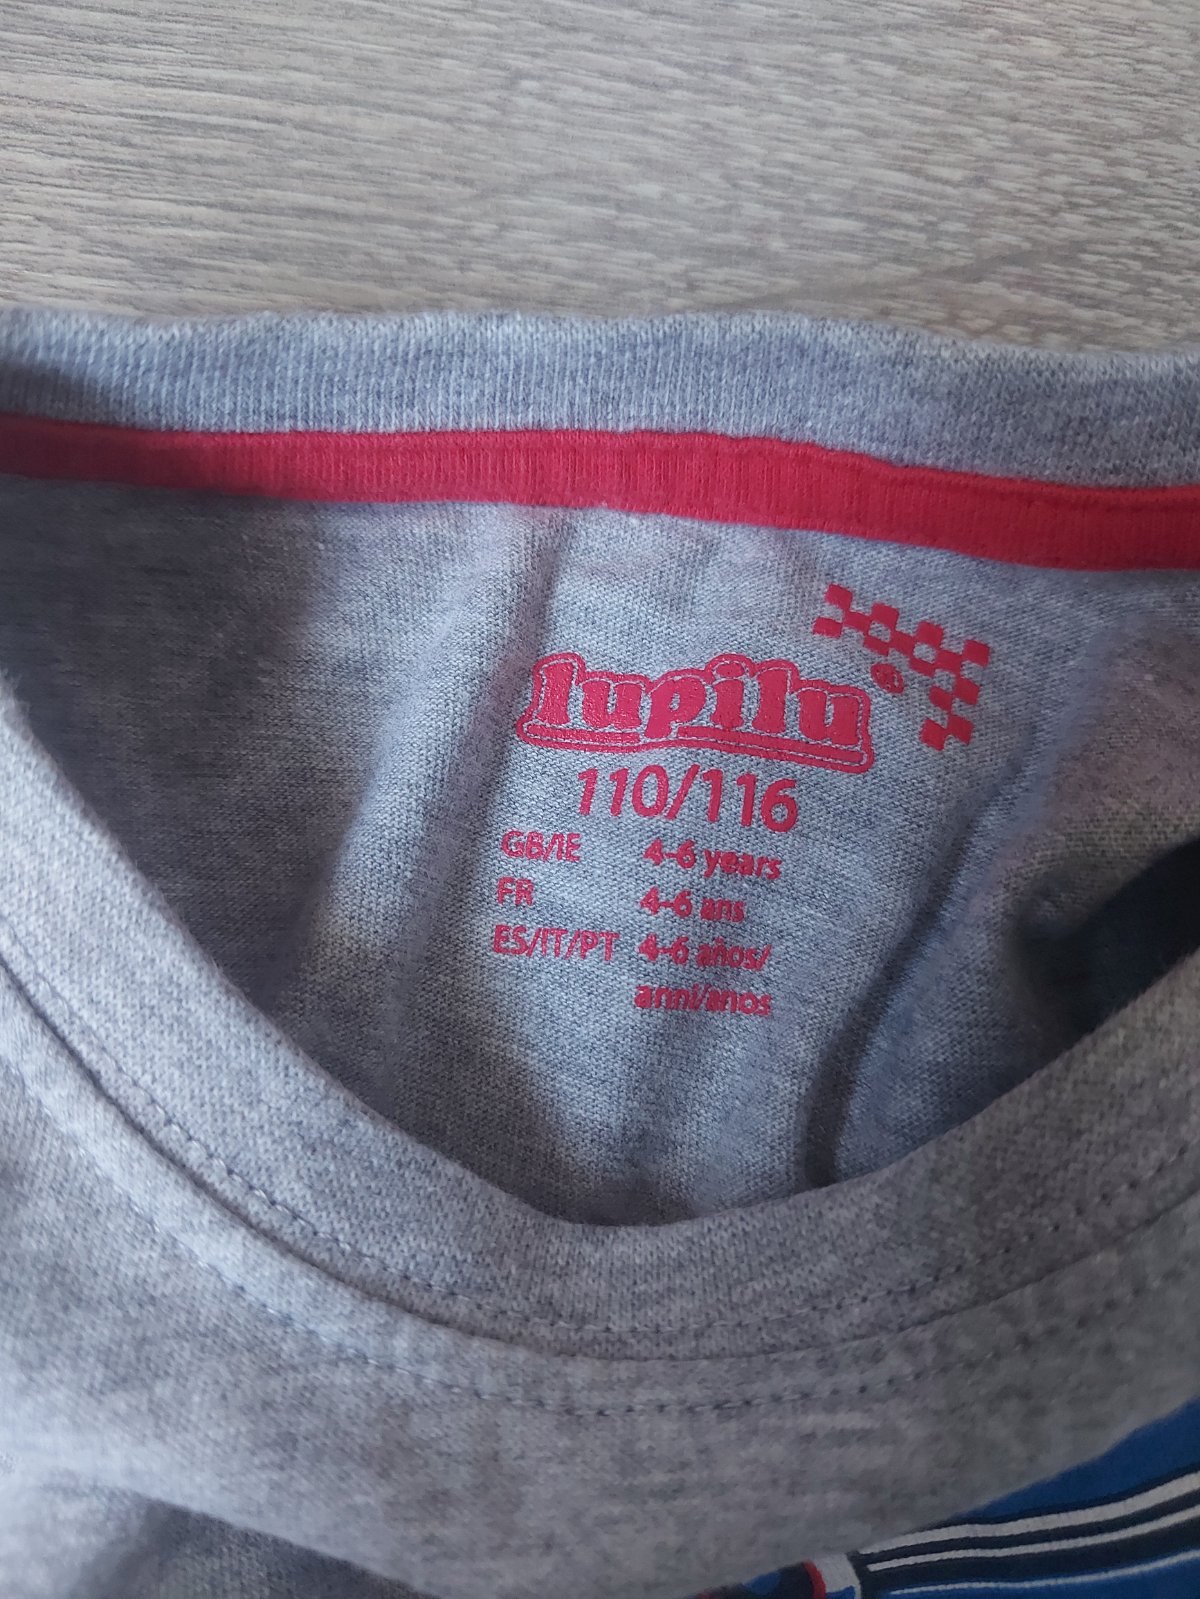 lupilu®
110/116
GB/IE 4-6 years
FR 4-6 ans
ES/IT/PT 4-6 años/
anni/anos